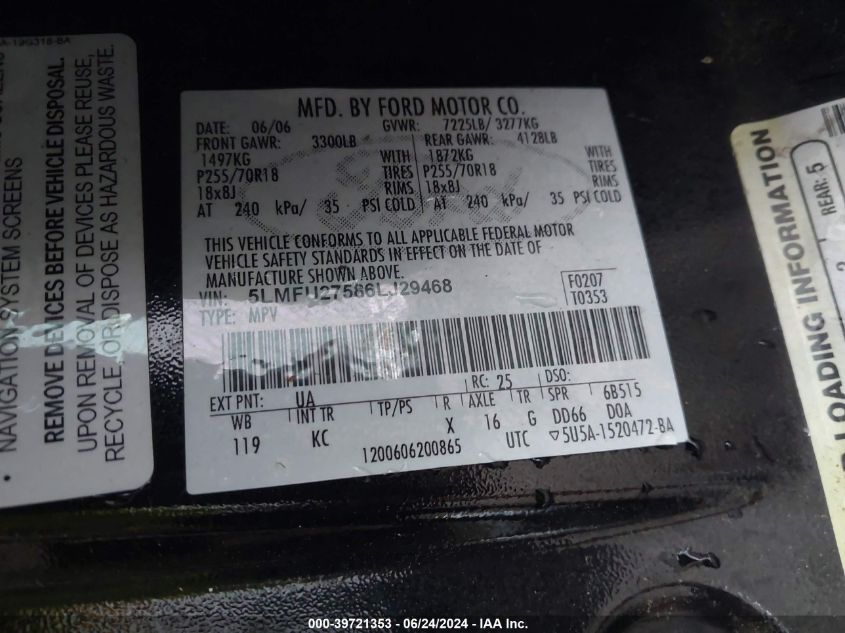 A-19G318-BA
NAVIGATION SYSTEM SCREENS
REMOVE DEVICES BEFORE VEHICLE DISPOSAL.
UPON REMOVAL OF DEVICES PLEASE REUSE,
RECYCLE, OR DISPOSE AS HAZARDOUS WASTE.
MFD. BY FORD MOTOR CO.
DATE: 06/06 GVWR: 7225LB/ 3277KG
FRONT GAWR: 3300LB REAR GAWR: 4128LB
1497KG WITH 1872KG WITH
P255/70R18 TIRES P255/70R18 TIRES
18x8J RIMS 18x8J RIMS
AT 240 kPa/ 35 PSI COLD AT 240 kPa/ 35 PSI COLD
Ford
THIS VEHICLE CONFORMS TO ALL APPLICABLE FEDERAL MOTOR
VEHICLE SAFETY STANDARDS IN EFFECT ON THE DATE OF
MANUFACTURE SHOWN ABOVE.
VIN: 5LMFU27586LJ29468 F0207
TYPE: MPV T0353
EXT PNT: UA RC: 25 DSO:
WB INT TR TP/PS R AXLE TR SPR 6B515
119 KC X 16 G DD66 DOA
1200606200865 UTC 5U5A-1520472-BA
LOADING INFORMATION
REAR: 5
000-39721353 - 06/24/2024 - IAA Inc.